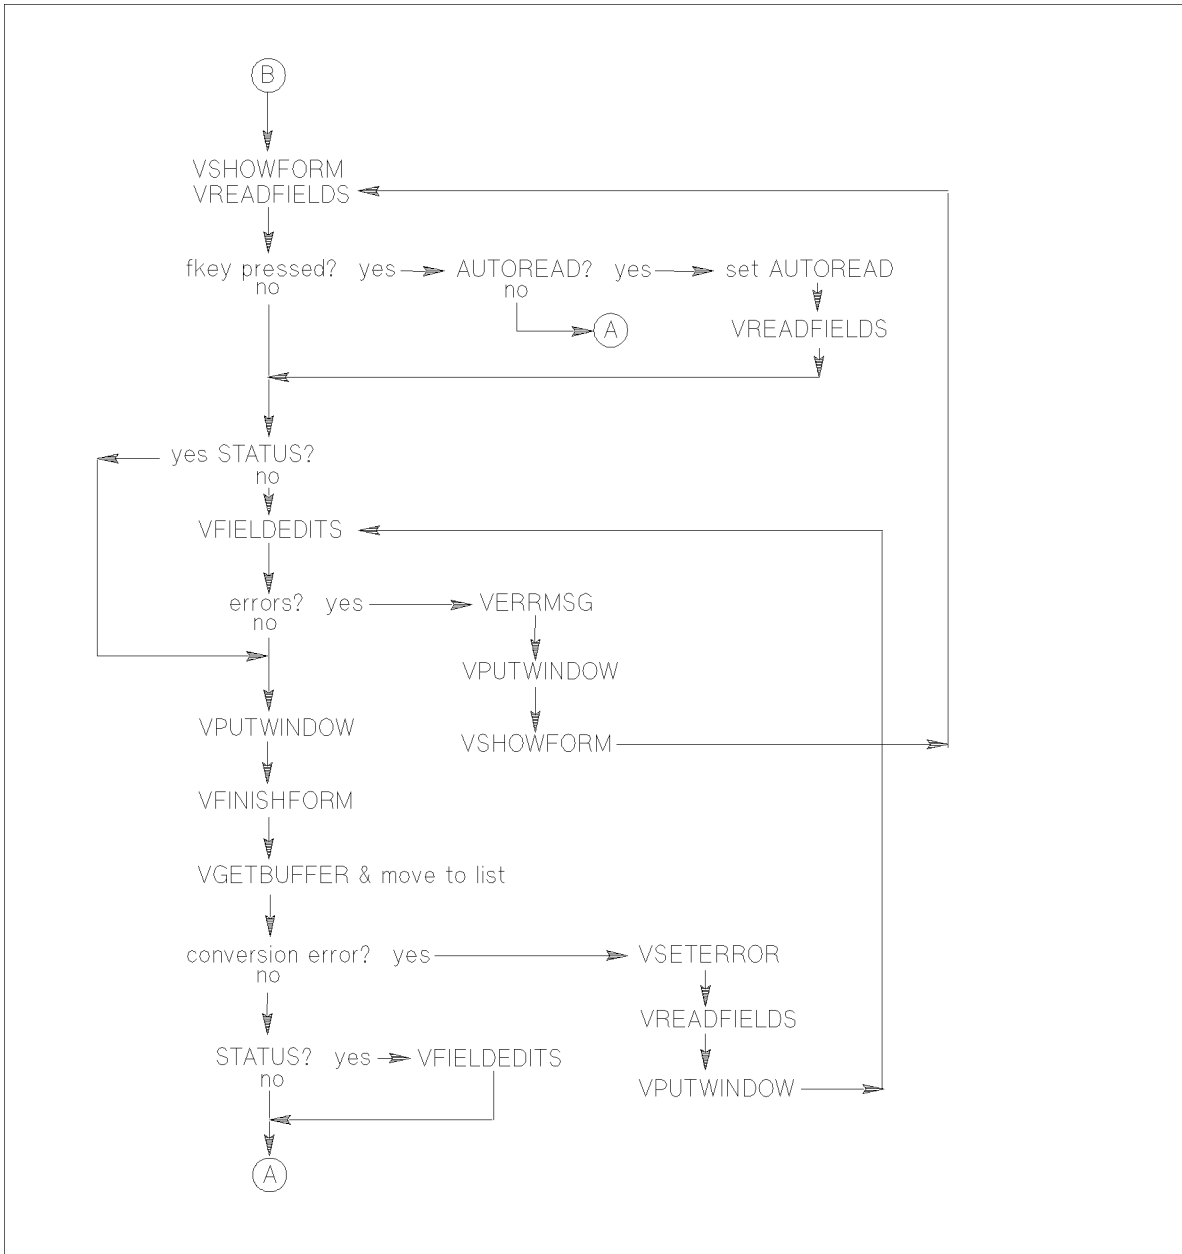 B
VSHOWFORM
VREADFIELDS
fkey pressed? yes AUTOREAD? yes set AUTOREAD
no no
A VREADFIELDS
yes STATUS?
no
VFIELDEDITS
errors? yes VERRMSG
no
VPUTWINDOW
VPUTWINDOW
VSHOWFORM
VFINISHFORM
VGETBUFFER & move to list
conversion error? yes VSETERROR
no
VREADFIELDS
STATUS? yes VFIELDEDITS
no
VPUTWINDOW
A